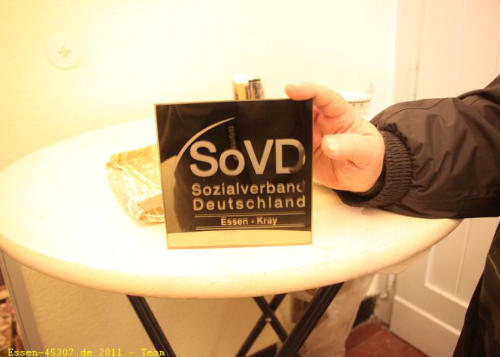 SoVD
Sozialverband
Deutschland
Essen - Kray
Essen-45307.de 2011 - Team